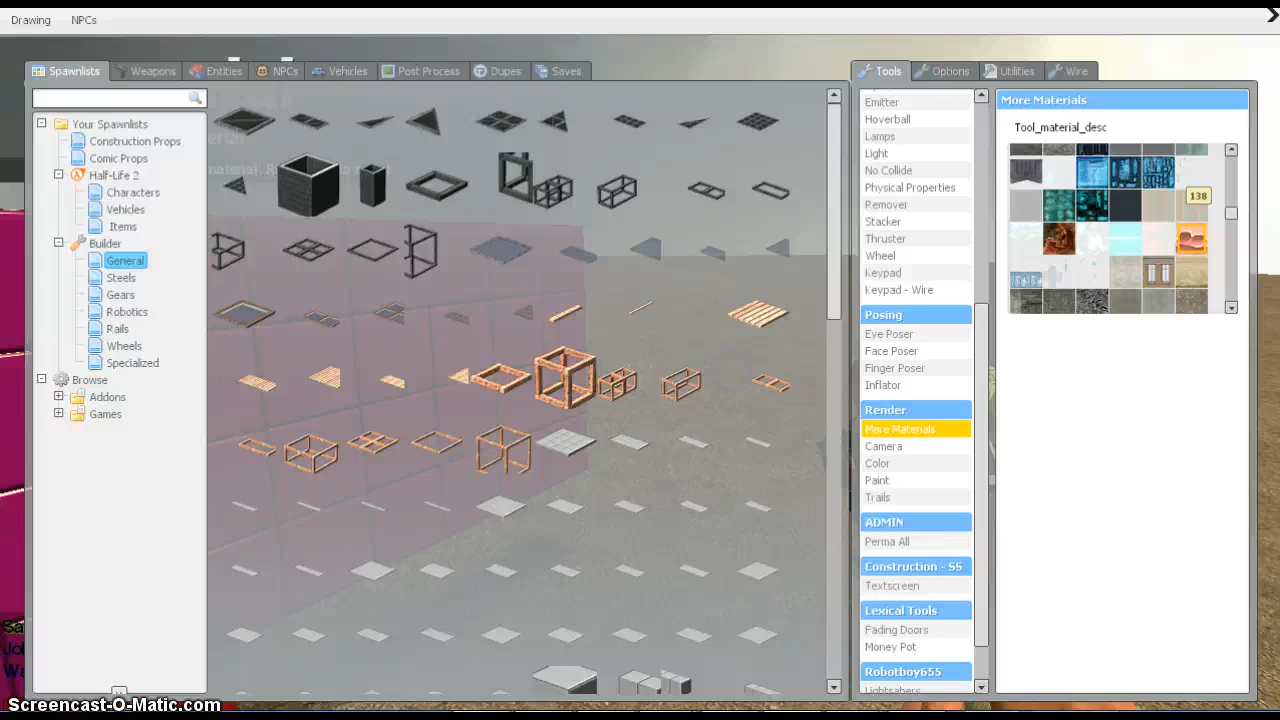 Drawing NPCs
Spawnlists Weapons Entities NPCs Vehicles Post Process Dupes Saves
Your Spawnlists
Construction Props
Comic Props
Half-Life 2
Characters
Vehicles
Items
Builder
General
Steels
Gears
Robotics
Rails
Wheels
Specialized
Browse
Addons
Games
Tools Options Utilities Wire
Emitter
Hoverball
Lamps
Light
No Collide
Physical Properties
Remover
Stacker
Thruster
Wheel
Keypad
Keypad - Wire
Posing
Eye Poser
Face Poser
Finger Poser
Inflator
Render
More Materials
Camera
Color
Paint
Trails
ADMIN
Perma All
Construction - SS
Textscreen
Lexical Tools
Fading Doors
Money Pot
Robotboy655
Lightsabers
More Materials
Tool_material_desc
138
Screencast-O-Matic.com